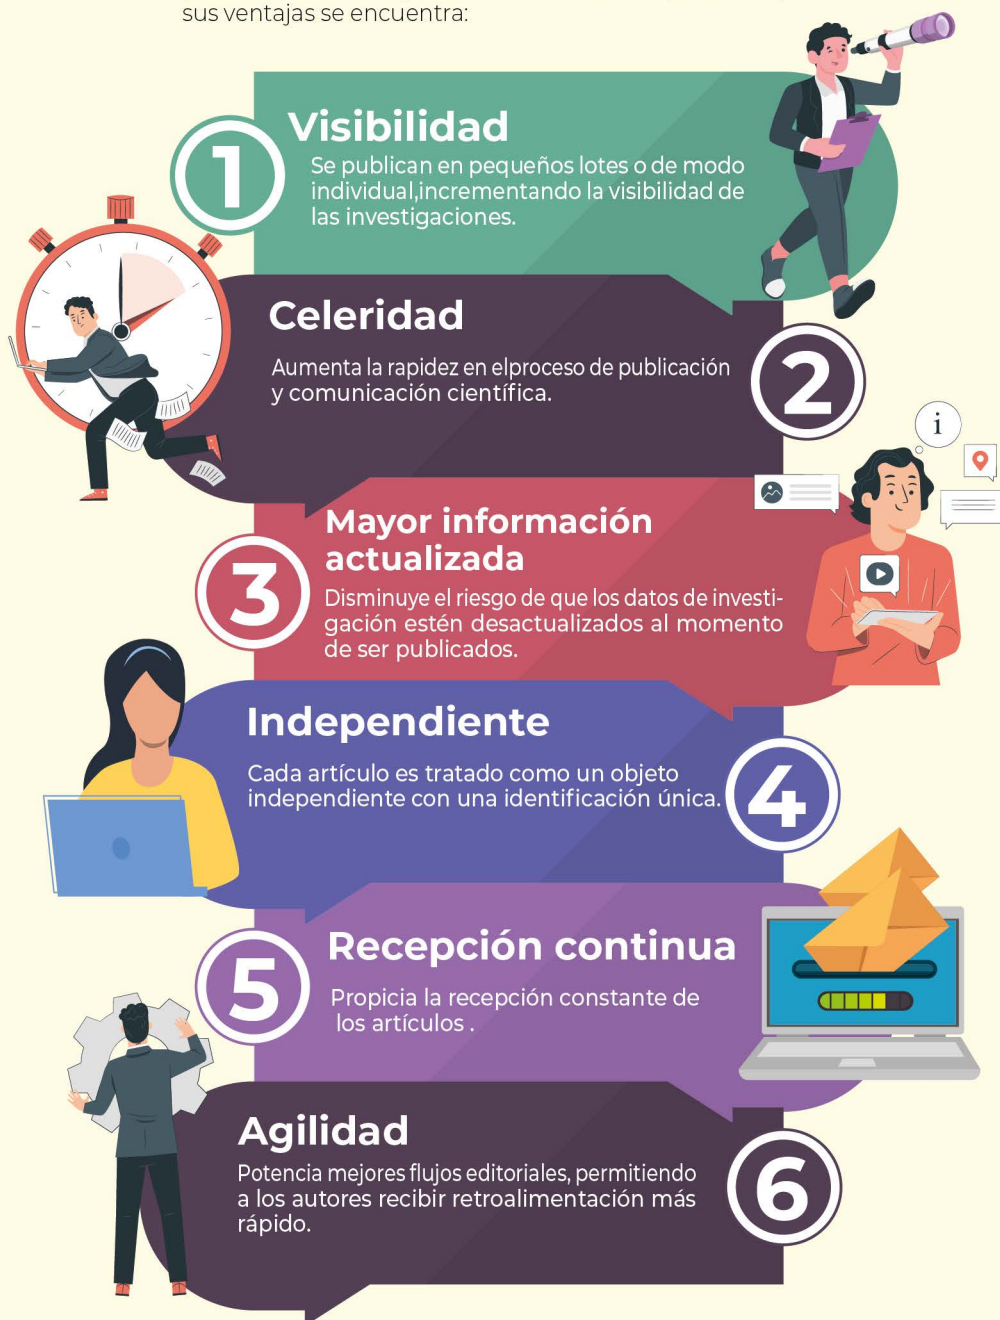 sus ventajas se encuentra:
1
Visibilidad
Se publican en pequeños lotes o de modo
individual,incrementando la visibilidad de
las investigaciones.
Celeridad
Aumenta la rapidez en elproceso de publicación
y comunicación científica.
2
i
Mayor información
actualizada
3
Disminuye el riesgo de que los datos de investi-
gación estén desactualizados al momento
de ser publicados.
Independiente
Cada artículo es tratado como un objeto
independiente con una identificación única.
4
Recepción continua
5
Propicia la recepción constante de
los artículos .
Agilidad
Potencia mejores flujos editoriales, permitiendo
a los autores recibir retroalimentación más
rápido.
6